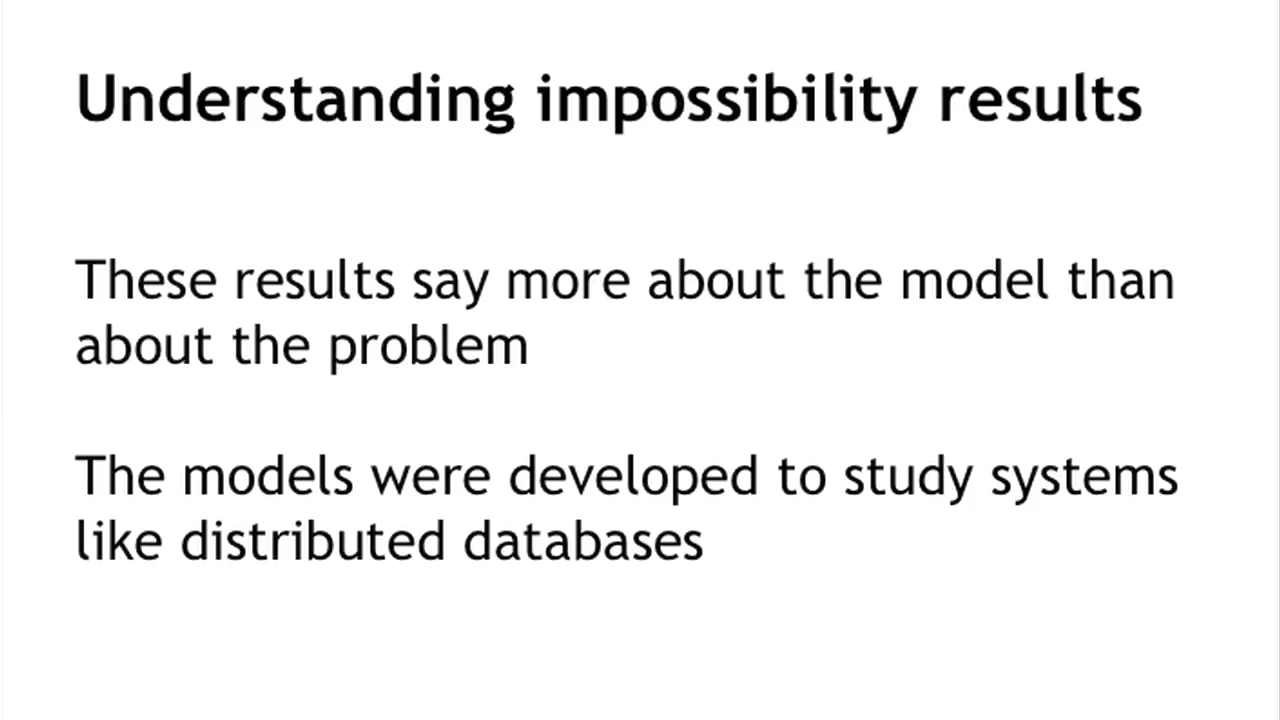 Understanding impossibility results
These results say more about the model than
about the problem
The models were developed to study systems
like distributed databases